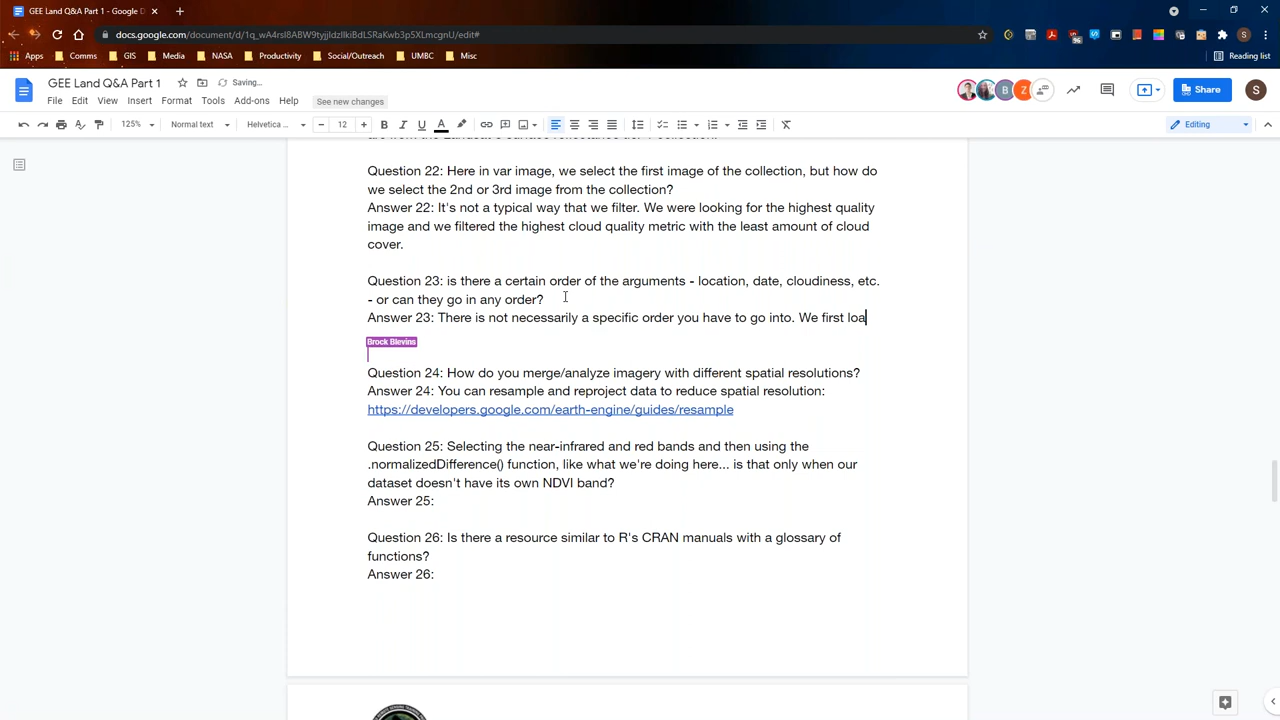 GEE Land Q&A Part 1 - Google D
docs.google.com/document/d/1q_wA4rsI8ABW9tyjjIdzIlkiBdLSRaKwb3p5XLmcgnU/edit#
Apps Comms GIS Media NASA Productivity Social/Outreach UMBC Misc Reading list
GEE Land Q&A Part 1 Saving...
File Edit View Insert Format Tools Add-ons Help See new changes
Share S
125% Normal text Helvetica ... 12 B I U A Editing
Question 22: Here in var image, we select the first image of the collection, but how do
we select the 2nd or 3rd image from the collection?
Answer 22: It's not a typical way that we filter. We were looking for the highest quality
image and we filtered the highest cloud quality metric with the least amount of cloud
cover.
Question 23: is there a certain order of the arguments - location, date, cloudiness, etc.
- or can they go in any order?
Answer 23: There is not necessarily a specific order you have to go into. We first loa
Brock Blevins
Question 24: How do you merge/analyze imagery with different spatial resolutions?
Answer 24: You can resample and reproject data to reduce spatial resolution:
https://developers.google.com/earth-engine/guides/resample
Question 25: Selecting the near-infrared and red bands and then using the
.normalizedDifference() function, like what we're doing here... is that only when our
dataset doesn't have its own NDVI band?
Answer 25:
Question 26: Is there a resource similar to R's CRAN manuals with a glossary of
functions?
Answer 26: